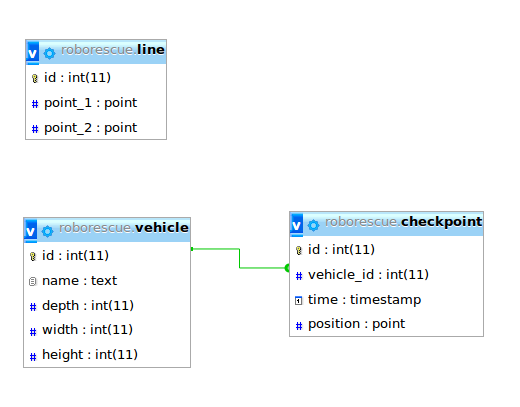 roborescue.line
id : int(11)
point_1 : point
point_2 : point
roborescue.vehicle
id : int(11)
name : text
depth : int(11)
width : int(11)
height : int(11)
roborescue.checkpoint
id : int(11)
vehicle_id : int(11)
time : timestamp
position : point